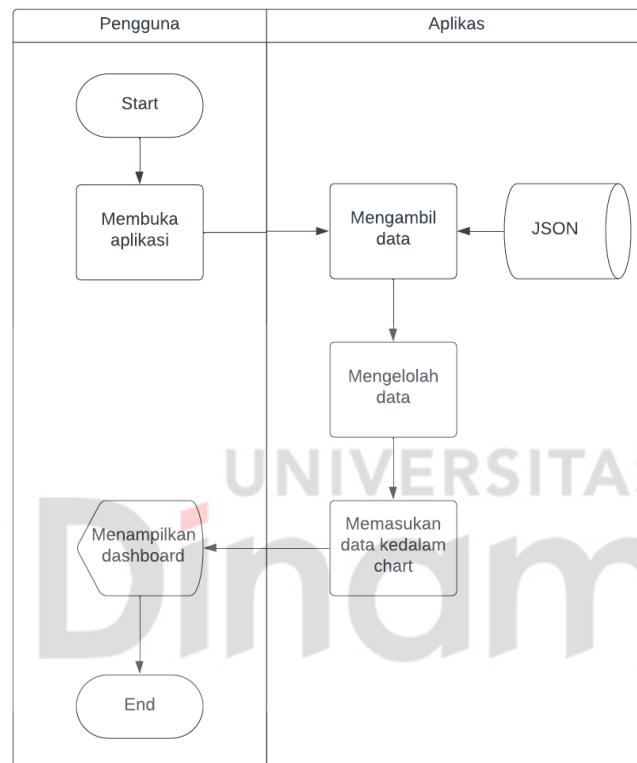 Pengguna
Aplikas
Start
Membuka
aplikasi
Mengambil
data
JSON
Mengelolah
data
UNIVERSITAS
Dinam
Menampilkan
dashboard
Memasukan
data kedalam
chart
End